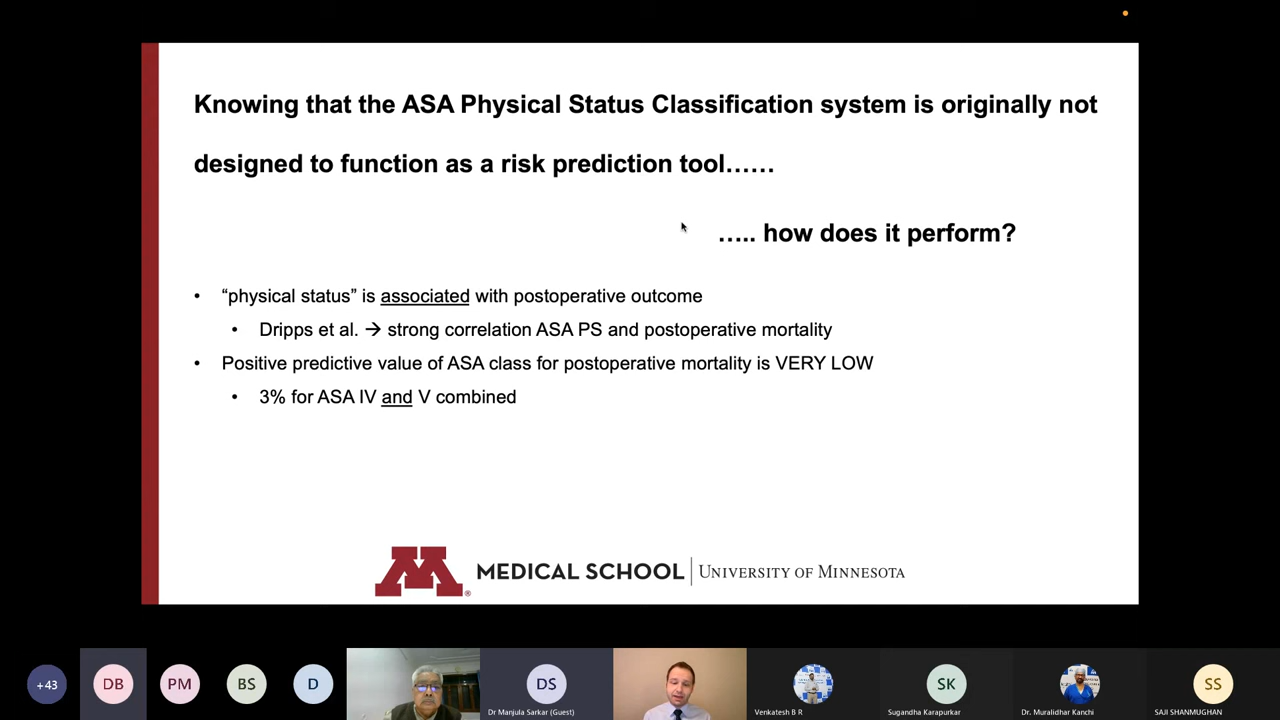 Knowing that the ASA Physical Status Classification system is originally not
designed to function as a risk prediction tool……
….. how does it perform?
• “physical status” is associated with postoperative outcome
• Dripps et al. → strong correlation ASA PS and postoperative mortality
• Positive predictive value of ASA class for postoperative mortality is VERY LOW
• 3% for ASA IV and V combined
M® MEDICAL SCHOOL | UNIVERSITY OF MINNESOTA
+43 DB PM BS D DS SK SS
Dr Manjula Sarkar (Guest) Venkatesh B R Sugandha Karapurkar Dr. Muralidhar Kanchi SAJI SHANMUGHAN